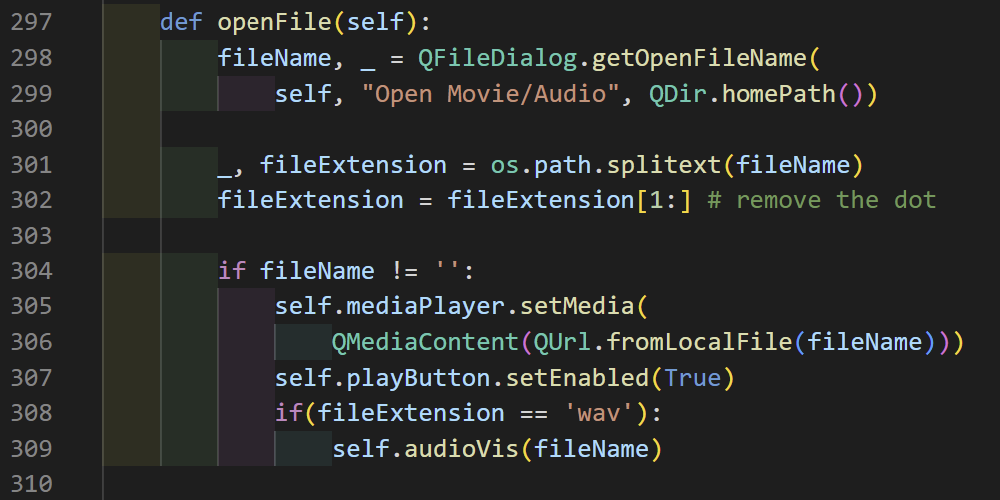 297 def openFile(self):
298 fileName, _ = QFileDialog.getOpenFileName(
299 self, "Open Movie/Audio", QDir.homePath())
300
301 _, fileExtension = os.path.splitext(fileName)
302 fileExtension = fileExtension[1:] # remove the dot
303
304 if fileName != '':
305 self.mediaPlayer.setMedia(
306 QMediaContent(QUrl.fromLocalFile(fileName)))
307 self.playButton.setEnabled(True)
308 if(fileExtension == 'wav'):
309 self.audioVis(fileName)
310